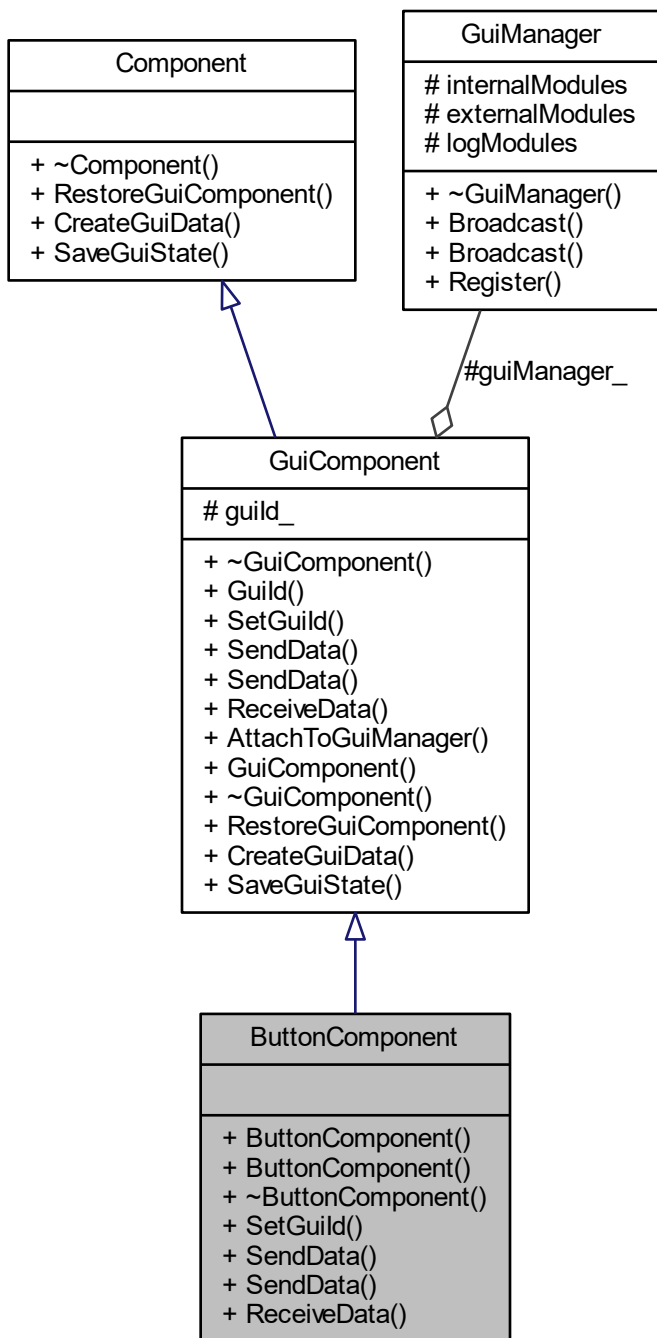 Component
+ ~Component()
+ RestoreGuiComponent()
+ CreateGuiData()
+ SaveGuiState()
GuiManager
# internalModules
# externalModules
# logModules
+ ~GuiManager()
+ Broadcast()
+ Broadcast()
+ Register()
#guiManager_
GuiComponent
# guiId_
+ ~GuiComponent()
+ GuiId()
+ SetGuiId()
+ SendData()
+ SendData()
+ ReceiveData()
+ AttachToGuiManager()
+ GuiComponent()
+ ~GuiComponent()
+ RestoreGuiComponent()
+ CreateGuiData()
+ SaveGuiState()
ButtonComponent
+ ButtonComponent()
+ ButtonComponent()
+ ~ButtonComponent()
+ SetGuiId()
+ SendData()
+ SendData()
+ ReceiveData()